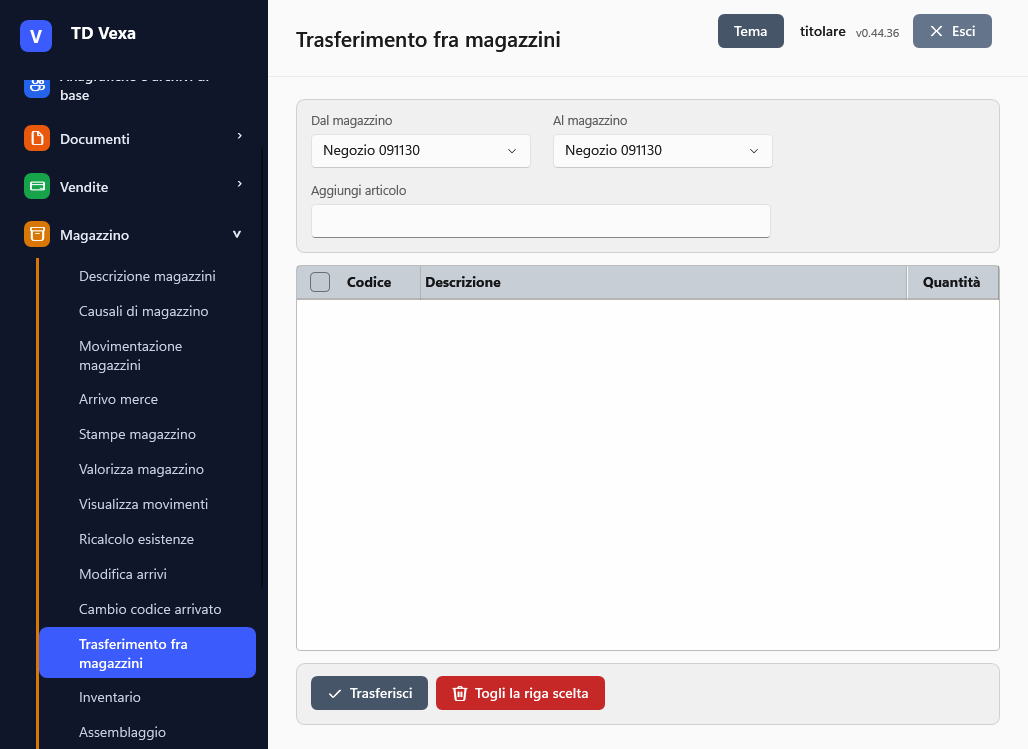 V
TD Vexa
base
Documenti
Vendite
Magazzino
Descrizione magazzini
Causali di magazzino
Movimentazione
magazzini
Arrivo merce
Stampe magazzino
Valorizza magazzino
Visualizza movimenti
Ricalcolo esistenze
Modifica arrivi
Cambio codice arrivato
Trasferimento fra
magazzini
Inventario
Assemblaggio
Trasferimento fra magazzini
Tema
titolare
v0.44.36
Esci
Dal magazzino
Al magazzino
Negozio 091130
Negozio 091130
Aggiungi articolo
Codice
Descrizione
Quantità
Trasferisci
Togli la riga scelta